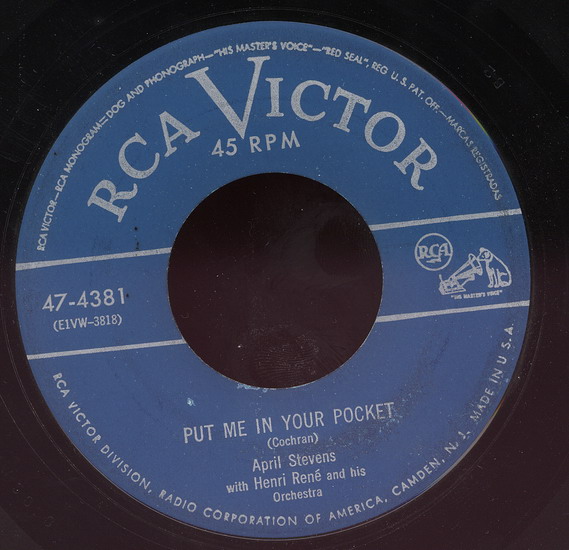 RCA VICTOR—RCA MONOGRAM—DOG AND PHONOGRAPH—"HIS MASTER'S VOICE"—"RED SEAL", REG. U. S. PAT. OFF.—MARCAS REGISTRADAS
RCA VICTOR
45 RPM
RCA
"HIS MASTER'S VOICE"
47-4381
(E1VW-3818)
PUT ME IN YOUR POCKET
(Cochran)
April Stevens
with Henri René and his
Orchestra
RCA VICTOR DIVISION, RADIO CORPORATION OF AMERICA, CAMDEN, N. J. MADE IN U. S. A.